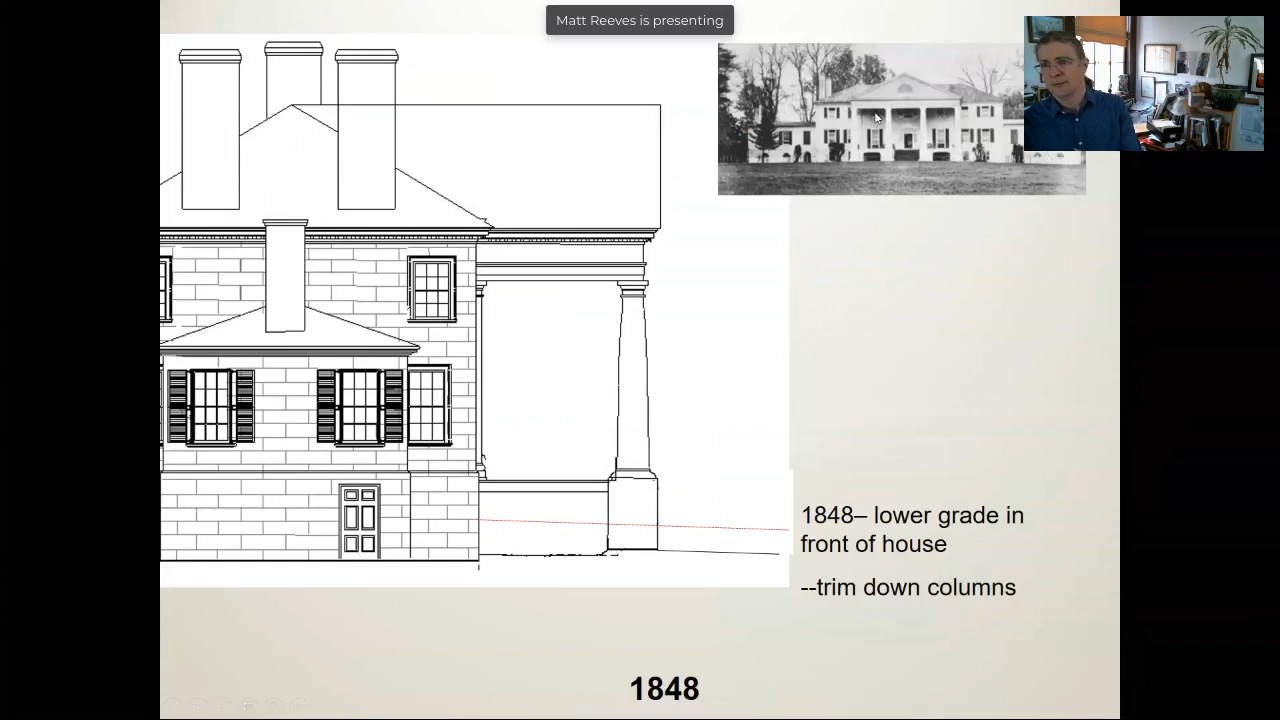 Matt Reeves is presenting
1848– lower grade in
front of house
--trim down columns
1848